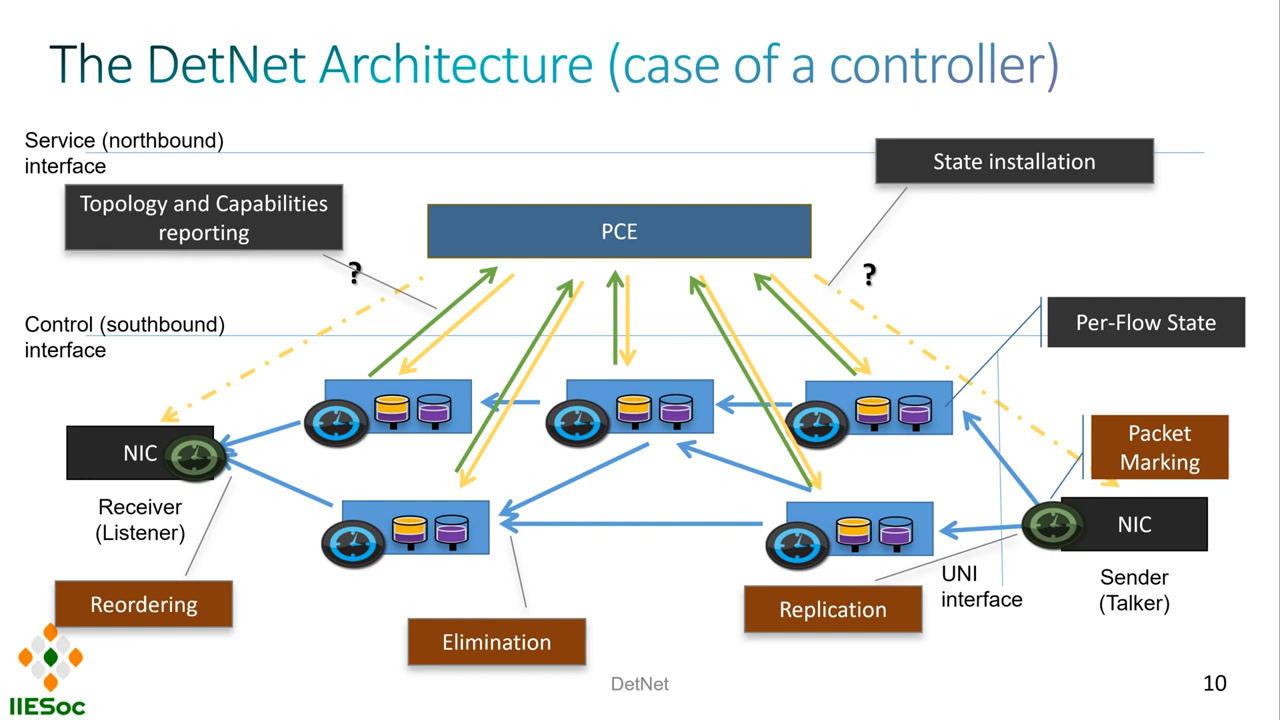 The DetNet Architecture (case of a controller)
Service (northbound)
interface
State installation
Topology and Capabilities
reporting
PCE
?
?
Control (southbound)
interface
Per-Flow State
Packet
Marking
NIC
Receiver
(Listener)
NIC
UNI
interface
Sender
(Talker)
Reordering
Replication
Elimination
IIESoc
DetNet
10